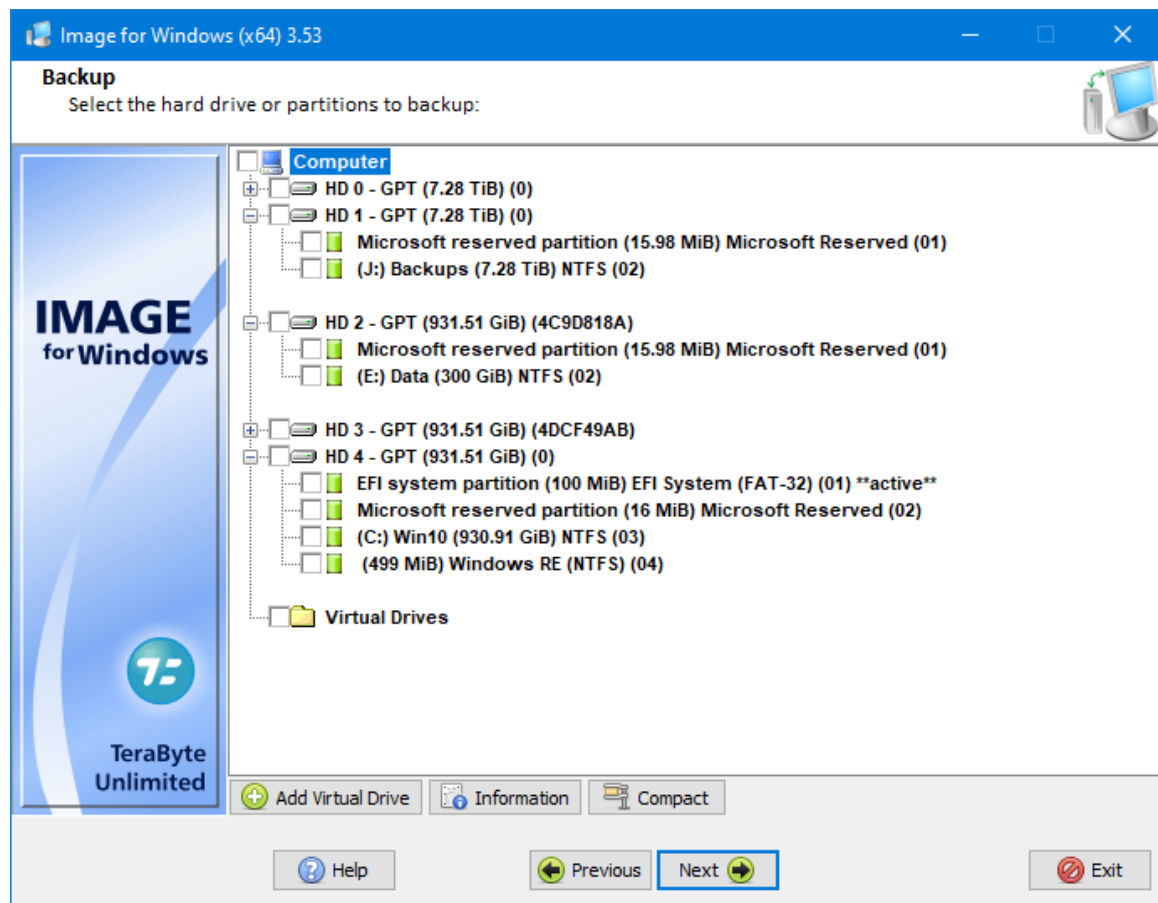 Image for Windows (x64) 3.53
Backup
Select the hard drive or partitions to backup:
Computer
HD 0 - GPT (7.28 TiB) (0)
HD 1 - GPT (7.28 TiB) (0)
Microsoft reserved partition (15.98 MiB) Microsoft Reserved (01)
(J:) Backups (7.28 TiB) NTFS (02)
HD 2 - GPT (931.51 GiB) (4C9D818A)
Microsoft reserved partition (15.98 MiB) Microsoft Reserved (01)
(E:) Data (300 GiB) NTFS (02)
HD 3 - GPT (931.51 GiB) (4DCF49AB)
HD 4 - GPT (931.51 GiB) (0)
EFI system partition (100 MiB) EFI System (FAT-32) (01) **active**
Microsoft reserved partition (16 MiB) Microsoft Reserved (02)
(C:) Win10 (930.91 GiB) NTFS (03)
(499 MiB) Windows RE (NTFS) (04)
Virtual Drives
IMAGE
for Windows
TeraByte
Unlimited
Add Virtual Drive
Information
Compact
Help
Previous
Next
Exit